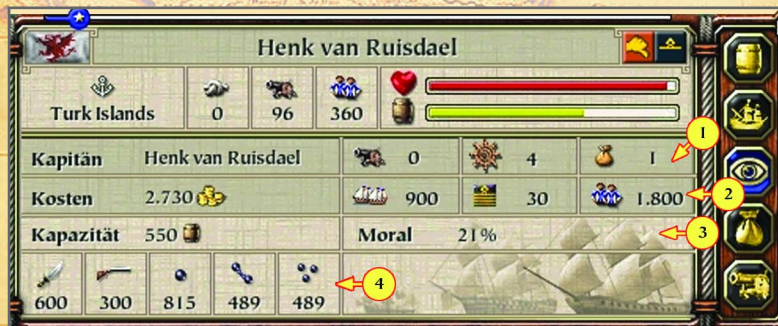 Henk van Ruisdael
Turk Islands 0 96 360
Kapitän Henk van Ruisdael 0 4 1
Kosten 2.730 900 30 1.800
Kapazität 550 Moral 21%
600 300 815 489 489
1
2
3
4